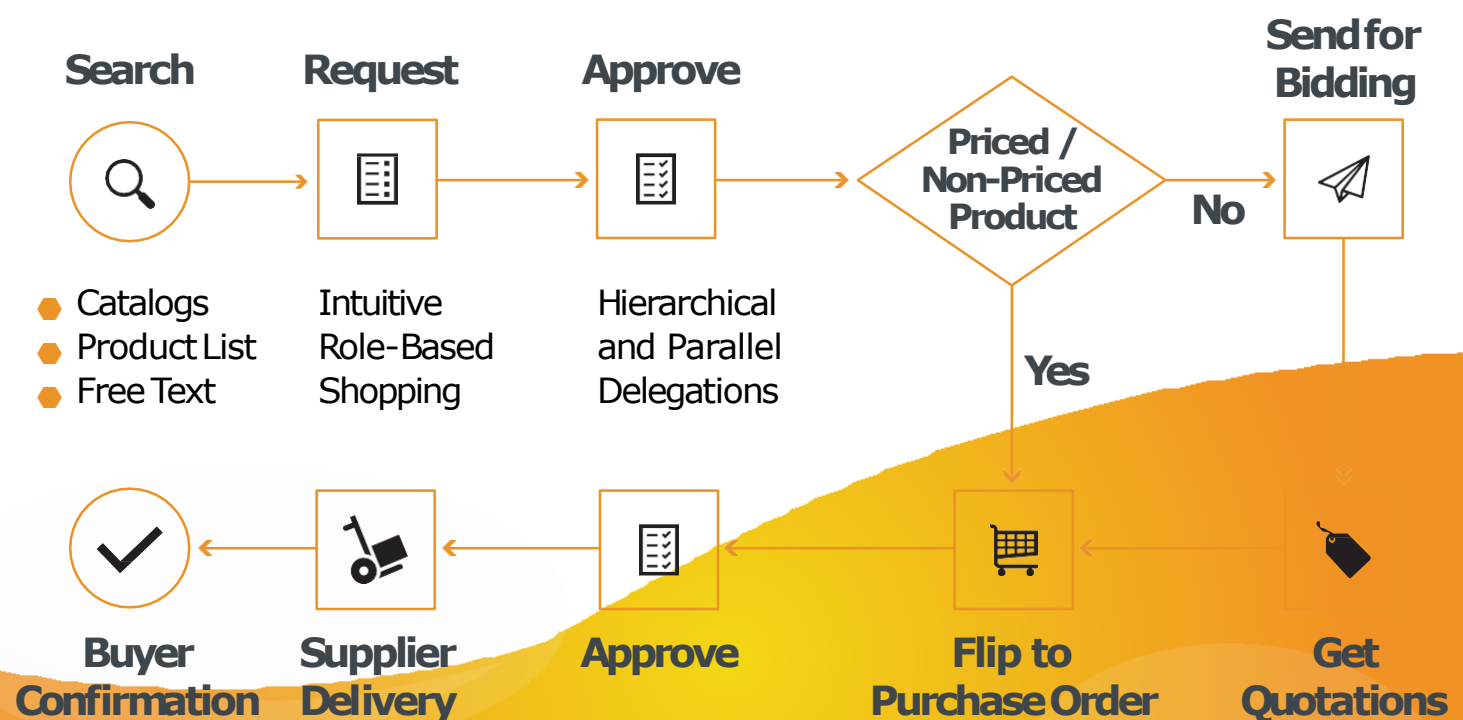 Search
Request
Approve
Send for
Bidding
Priced /
Non-Priced
Product
No
Catalogs
Product List
Free Text
Intuitive
Role-Based
Shopping
Hierarchical
and Parallel
Delegations
Yes
Buyer
Confirmation
Supplier
Delivery
Approve
Flip to
Purchase Order
Get
Quotations